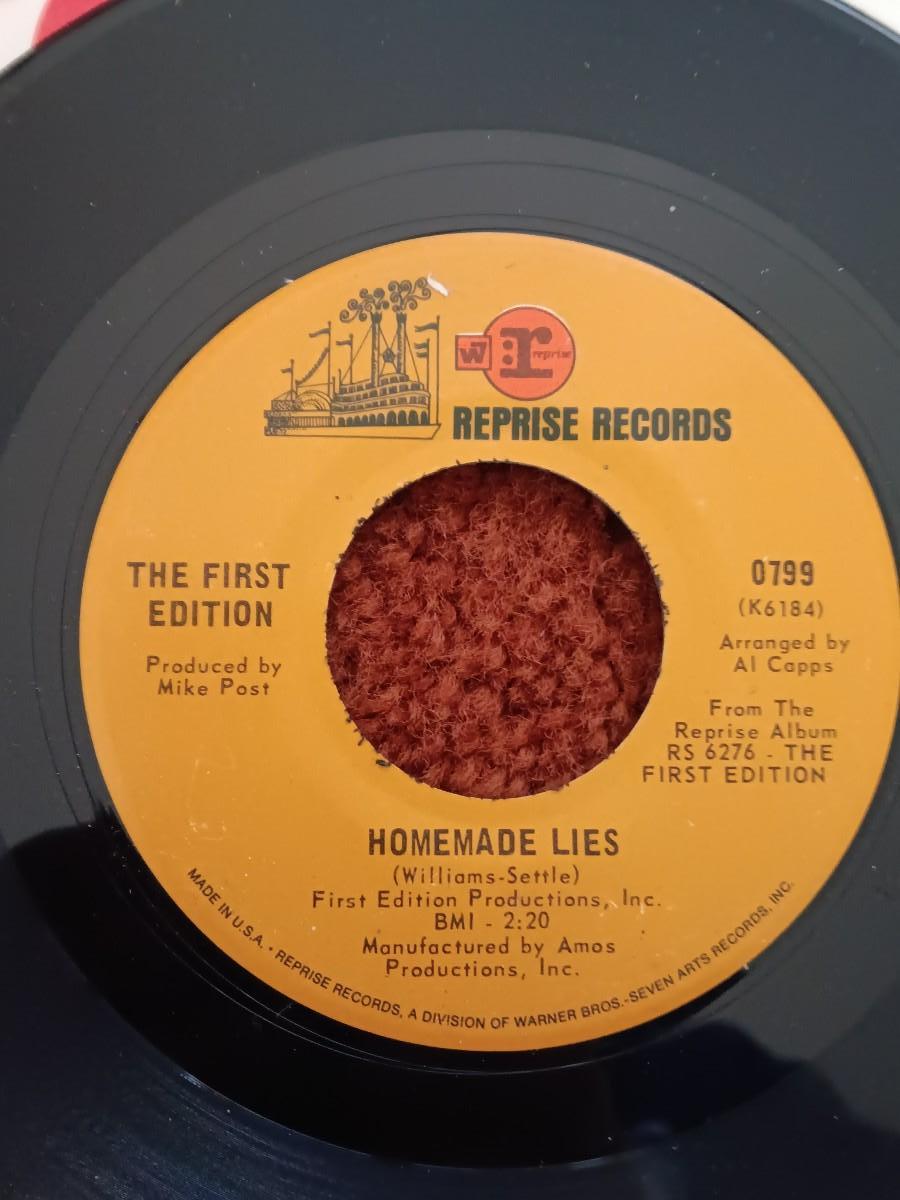 w
r
reprise
REPRISE RECORDS
THE FIRST
EDITION
Produced by
Mike Post
0799
(K6184)
Arranged by
Al Capps
From The
Reprise Album
RS 6276 - THE
FIRST EDITION
HOMEMADE LIES
(Williams-Settle)
First Edition Productions, Inc.
BMI - 2:20
Manufactured by Amos
Productions, Inc.
MADE IN U.S.A. • REPRISE RECORDS, A DIVISION OF WARNER BROS.-SEVEN ARTS RECORDS, INC.